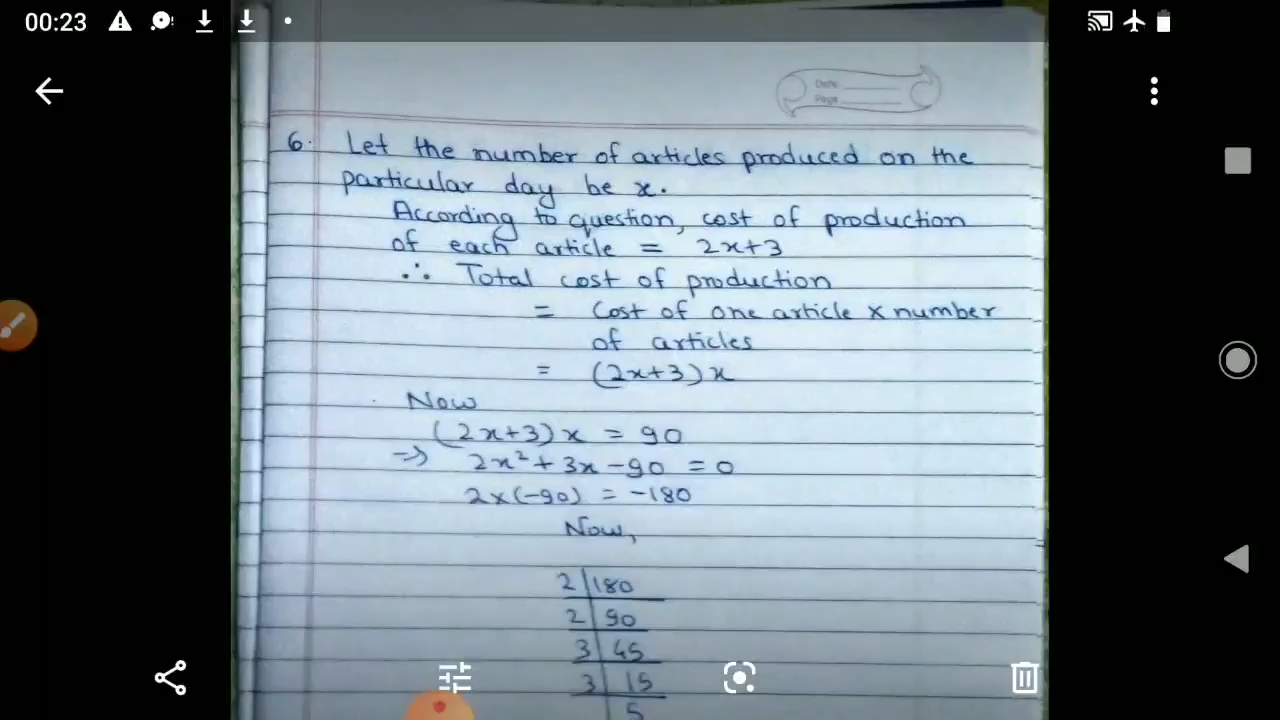 00:23
Date
Page
6. Let the number of articles produced on the
particular day be x.
According to question, cost of production
of each article = 2x+3
∴ Total cost of production
= Cost of one article x number
of articles
= (2x+3)x
Now
(2x+3)x = 90
=> 2x² + 3x - 90 = 0
2x(-90) = -180
Now,
2 | 180
2 | 90
3 | 45
3 | 15
5